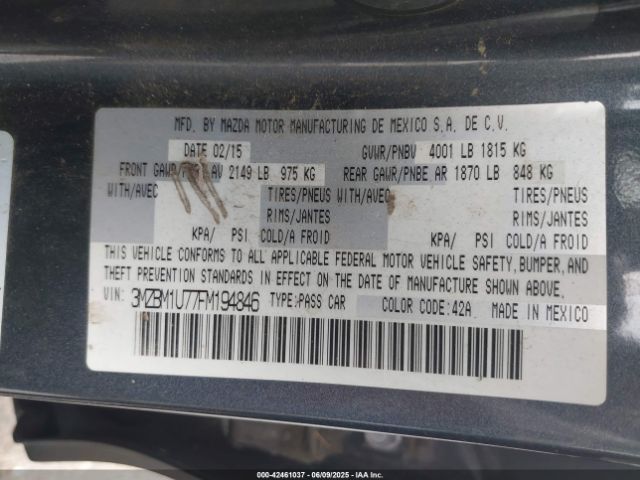 MFD. BY MAZDA MOTOR MANUFACTURING DE MEXICO S.A. DE C.V.
DATE 02/15 GVWR/PNBV 4001 LB 1815 KG
FRONT AV 2149 LB 975 KG REAR GAWR/PNBE AR 1870 LB 848 KG
WITH/AVEC TIRES/PNEUS WITH/AVEC TIRES/PNEUS
RIMS/JANTES RIMS/JANTES
KPA/ PSI COLD/A FROID KPA/ PSI COLD/A FROID
THIS VEHICLE CONFORMS TO ALL APPLICABLE FEDERAL MOTOR VEHICLE SAFETY, BUMPER, AND
THEFT PREVENTION STANDARDS IN EFFECT ON THE DATE OF MANUFACTURE SHOWN ABOVE.
VIN: 3MZBM1U77FM194846 TYPE:PASS CAR COLOR CODE:42A MADE IN MEXICO
000-42461037 - 06/09/2025 - IAAI.COM